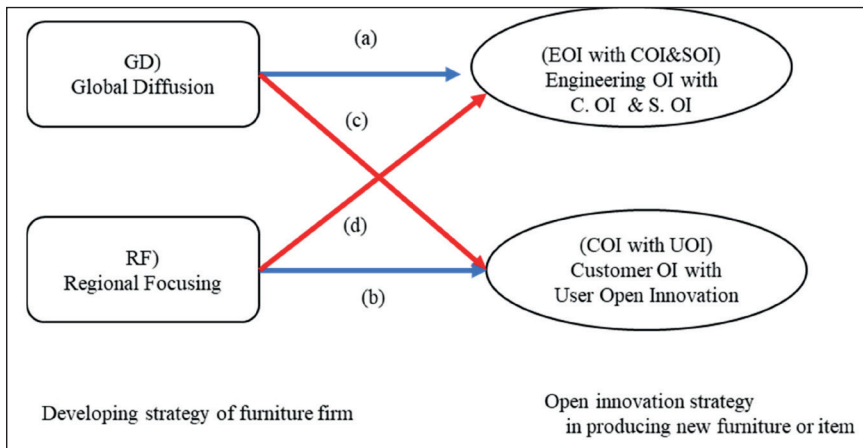 GD)
Global Diffusion
(a)
(EOI with COI&SOI)
Engineering OI with
C. OI & S. OI
(c)
(d)
RF)
Regional Focusing
(b)
(COI with UOI)
Customer OI with
User Open Innovation
Developing strategy of furniture firm
Open innovation strategy
in producing new furniture or item